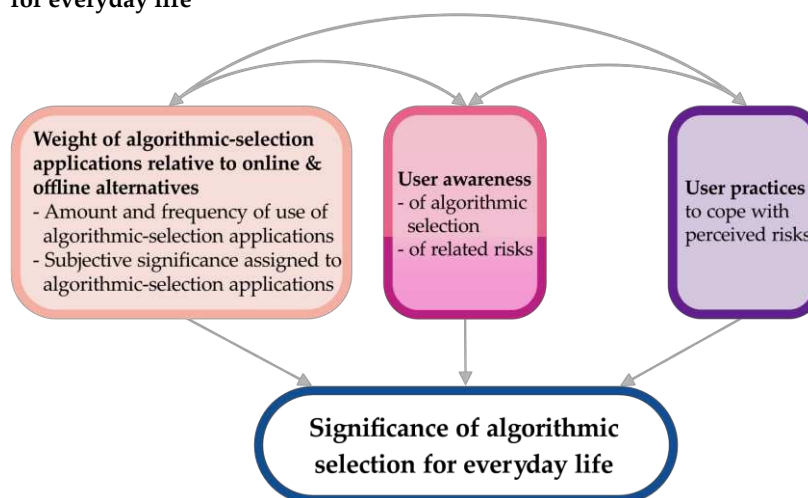 for everyday life
Weight of algorithmic-selection
applications relative to online &
offline alternatives
- Amount and frequency of use of
algorithmic-selection applications
- Subjective significance assigned to
algorithmic-selection applications
User awareness
- of algorithmic
selection
- of related risks
User practices
to cope with
perceived risks
Significance of algorithmic
selection for everyday life